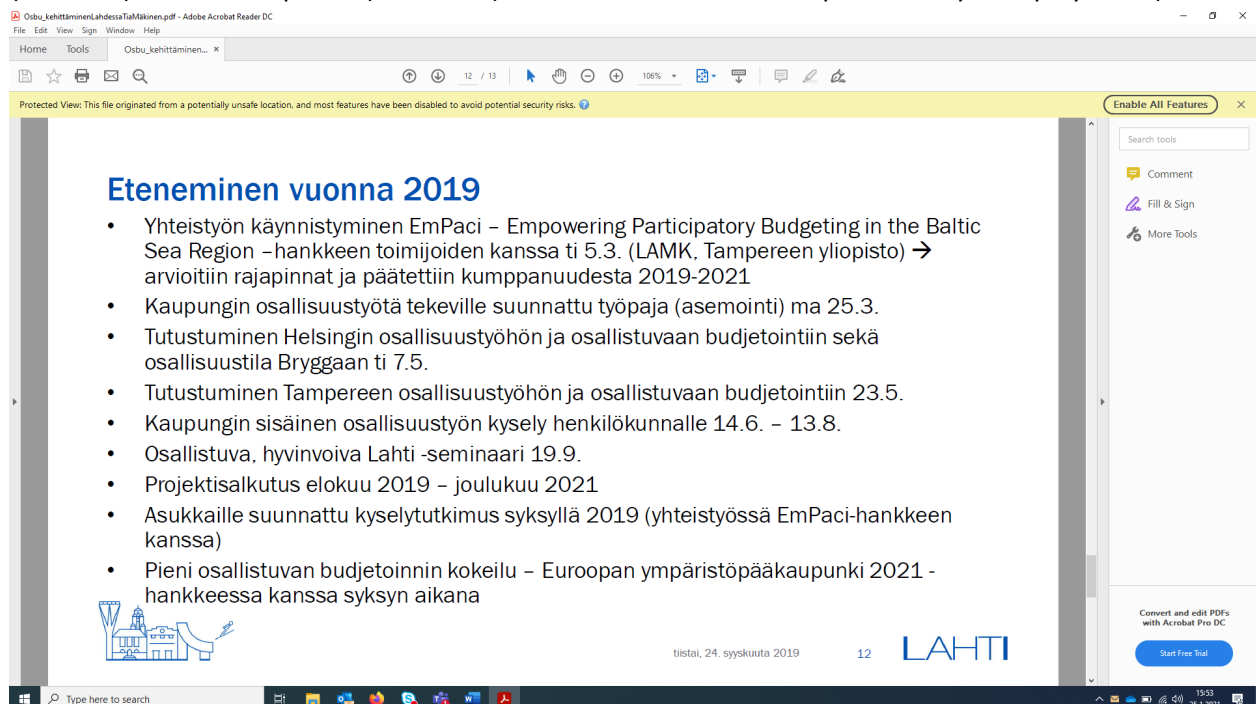 Osbu_kehittäminenLahdessaTiaMäkinen.pdf - Adobe Acrobat Reader DC
File Edit View Sign Window Help
Home Tools Osbu_kehittäminen... ×
12 / 13 106%
Protected View: This file originated from a potentially unsafe location, and most features have been disabled to avoid potential security risks.
Enable All Features
Search tools
Comment
Fill & Sign
More Tools
Eteneminen vuonna 2019
• Yhteistyön käynnistyminen EmPaci – Empowering Participatory Budgeting in the Baltic
Sea Region –hankkeen toimijoiden kanssa ti 5.3. (LAMK, Tampereen yliopisto) →
arvioitiin rajapinnat ja päätettiin kumppanuudesta 2019-2021
• Kaupungin osallisuustyötä tekeville suunnattu työpaja (asemointi) ma 25.3.
• Tutustuminen Helsingin osallisuustyöhön ja osallistuvaan budjetointiin sekä
osallisuustila Bryggaan ti 7.5.
• Tutustuminen Tampereen osallisuustyöhön ja osallistuvaan budjetointiin 23.5.
• Kaupungin sisäinen osallisuustyön kysely henkilökunnalle 14.6. – 13.8.
• Osallistuva, hyvinvoiva Lahti -seminaari 19.9.
• Projektisalkutus elokuu 2019 – joulukuu 2021
• Asukkaille suunnattu kyselytutkimus syksyllä 2019 (yhteistyössä EmPaci-hankkeen
kanssa)
• Pieni osallistuvan budjetoinnin kokeilu – Euroopan ympäristöpääkaupunki 2021 -
hankkeessa kanssa syksyn aikana
tiistai, 24. syyskuuta 2019 12 LAHTI
Convert and edit PDFs
with Acrobat Pro DC
Start Free Trial
Type here to search
15:53
25.1.2021